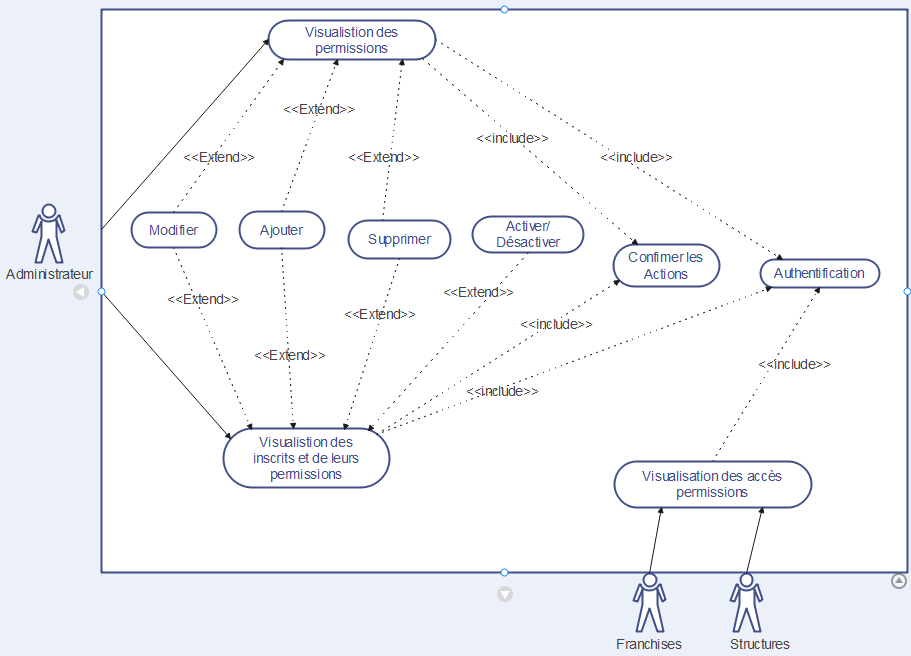 Visualistion des
permissions
<<Extend>>
<<include>>
<<Extend>>
<<Extend>>
<<include>>
Modifier
Ajouter
Supprimer
Activer/
Désactiver
Confimer les
Actions
Authentification
Administrateur
<<Extend>>
<<Extend>>
<<Extend>>
<<include>>
<<Extend>>
<<include>>
<<include>>
Visualistion des
inscrits et de leurs
permissions
Visualisation des accès
permissions
Franchises
Structures